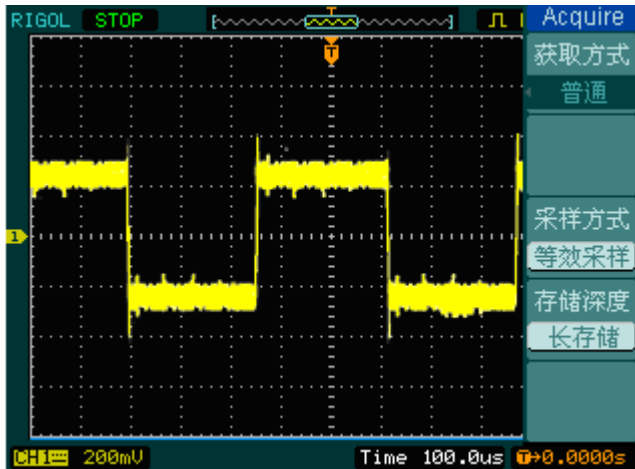 RIGOL STOP
T
Acquire
获取方式
普通
采样方式
等效采样
存储深度
长存储
T
1
CH1 200mV Time 100.0us T→0.0000s